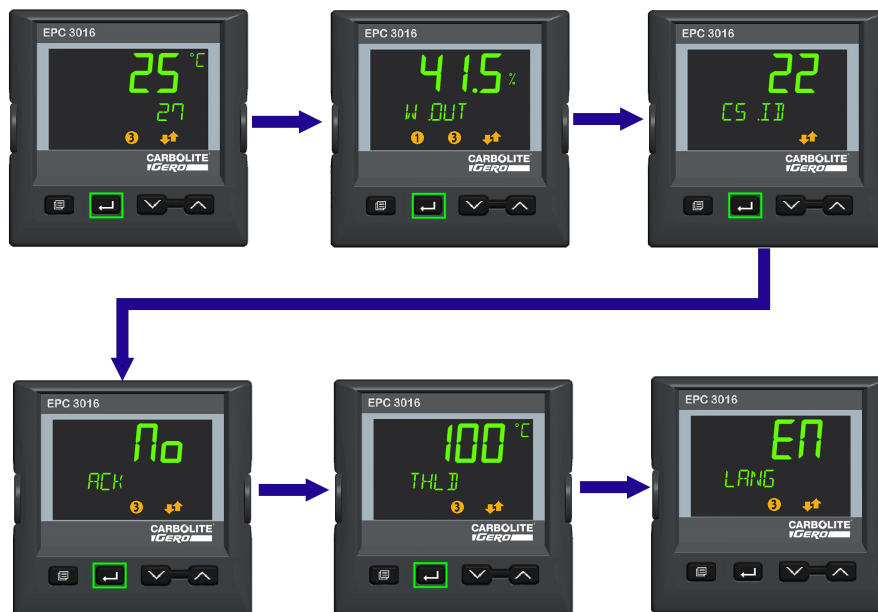 EPC 3016
25 °C
27
3
CARBOLITE
GERO
EPC 3016
41.5 %
W.OUT
1 3
CARBOLITE
GERO
EPC 3016
22
CS.ID
CARBOLITE
GERO
EPC 3016
No
ACK
3
CARBOLITE
GERO
EPC 3016
100 °C
THLD
3
CARBOLITE
GERO
EPC 3016
EN
LANG
3
CARBOLITE
GERO